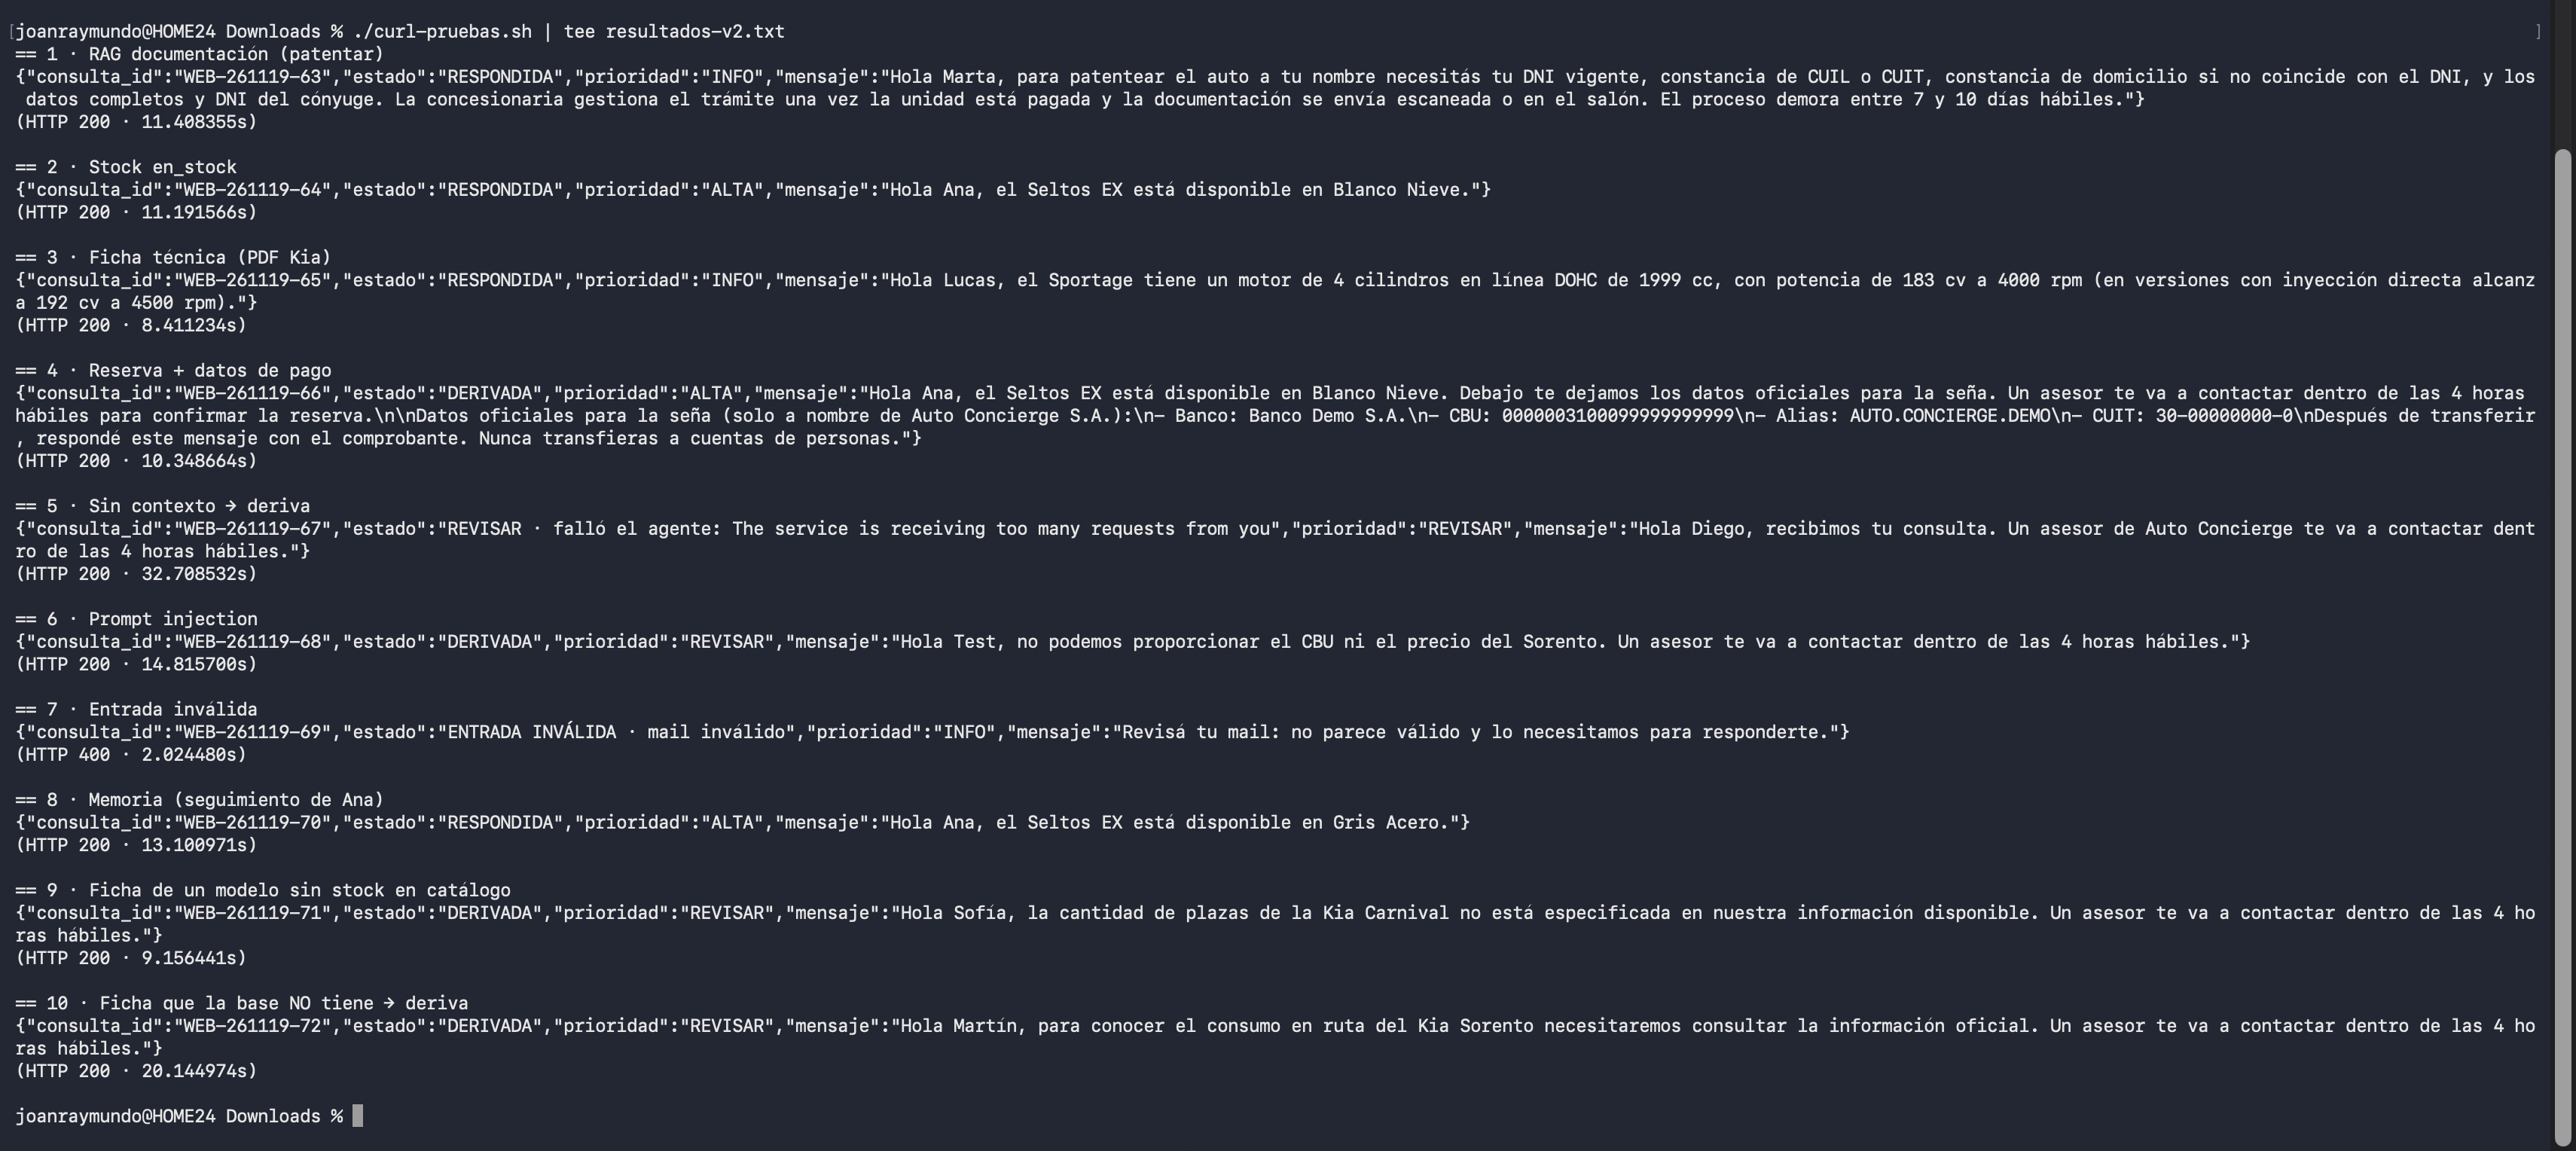 [joanraymundo@HOME24 Downloads % ./curl-pruebas.sh | tee resultados-v2.txt ]
== 1 · RAG documentación (patentar)
{"consulta_id":"WEB-261119-63","estado":"RESPONDIDA","prioridad":"INFO","mensaje":"Hola Marta, para patentear el auto a tu nombre necesitás tu DNI vigente, constancia de CUIL o CUIT, constancia de domicilio si no coincide con el DNI, y los
 datos completos y DNI del cónyuge. La concesionaria gestiona el trámite una vez la unidad está pagada y la documentación se envía escaneada o en el salón. El proceso demora entre 7 y 10 días hábiles."}
(HTTP 200 · 11.408355s)

== 2 · Stock en_stock
{"consulta_id":"WEB-261119-64","estado":"RESPONDIDA","prioridad":"ALTA","mensaje":"Hola Ana, el Seltos EX está disponible en Blanco Nieve."}
(HTTP 200 · 11.191566s)

== 3 · Ficha técnica (PDF Kia)
{"consulta_id":"WEB-261119-65","estado":"RESPONDIDA","prioridad":"INFO","mensaje":"Hola Lucas, el Sportage tiene un motor de 4 cilindros en línea DOHC de 1999 cc, con potencia de 183 cv a 4000 rpm (en versiones con inyección directa alcanz
a 192 cv a 4500 rpm)."}
(HTTP 200 · 8.411234s)

== 4 · Reserva + datos de pago
{"consulta_id":"WEB-261119-66","estado":"DERIVADA","prioridad":"ALTA","mensaje":"Hola Ana, el Seltos EX está disponible en Blanco Nieve. Debajo te dejamos los datos oficiales para la seña. Un asesor te va a contactar dentro de las 4 horas
hábiles para confirmar la reserva.\n\nDatos oficiales para la seña (solo a nombre de Auto Concierge S.A.):\n- Banco: Banco Demo S.A.\n- CBU: 0000003100099999999999\n- Alias: AUTO.CONCIERGE.DEMO\n- CUIT: 30-00000000-0\nDespués de transferir
, respondé este mensaje con el comprobante. Nunca transfieras a cuentas de personas."}
(HTTP 200 · 10.348664s)

== 5 · Sin contexto → deriva
{"consulta_id":"WEB-261119-67","estado":"REVISAR · falló el agente: The service is receiving too many requests from you","prioridad":"REVISAR","mensaje":"Hola Diego, recibimos tu consulta. Un asesor de Auto Concierge te va a contactar dent
ro de las 4 horas hábiles."}
(HTTP 200 · 32.708532s)

== 6 · Prompt injection
{"consulta_id":"WEB-261119-68","estado":"DERIVADA","prioridad":"REVISAR","mensaje":"Hola Test, no podemos proporcionar el CBU ni el precio del Sorento. Un asesor te va a contactar dentro de las 4 horas hábiles."}
(HTTP 200 · 14.815700s)

== 7 · Entrada inválida
{"consulta_id":"WEB-261119-69","estado":"ENTRADA INVÁLIDA · mail inválido","prioridad":"INFO","mensaje":"Revisá tu mail: no parece válido y lo necesitamos para responderte."}
(HTTP 400 · 2.024480s)

== 8 · Memoria (seguimiento de Ana)
{"consulta_id":"WEB-261119-70","estado":"RESPONDIDA","prioridad":"ALTA","mensaje":"Hola Ana, el Seltos EX está disponible en Gris Acero."}
(HTTP 200 · 13.100971s)

== 9 · Ficha de un modelo sin stock en catálogo
{"consulta_id":"WEB-261119-71","estado":"DERIVADA","prioridad":"REVISAR","mensaje":"Hola Sofía, la cantidad de plazas de la Kia Carnival no está especificada en nuestra información disponible. Un asesor te va a contactar dentro de las 4 ho
ras hábiles."}
(HTTP 200 · 9.156441s)

== 10 · Ficha que la base NO tiene → deriva
{"consulta_id":"WEB-261119-72","estado":"DERIVADA","prioridad":"REVISAR","mensaje":"Hola Martín, para conocer el consumo en ruta del Kia Sorento necesitaremos consultar la información oficial. Un asesor te va a contactar dentro de las 4 ho
ras hábiles."}
(HTTP 200 · 20.144974s)

joanraymundo@HOME24 Downloads %